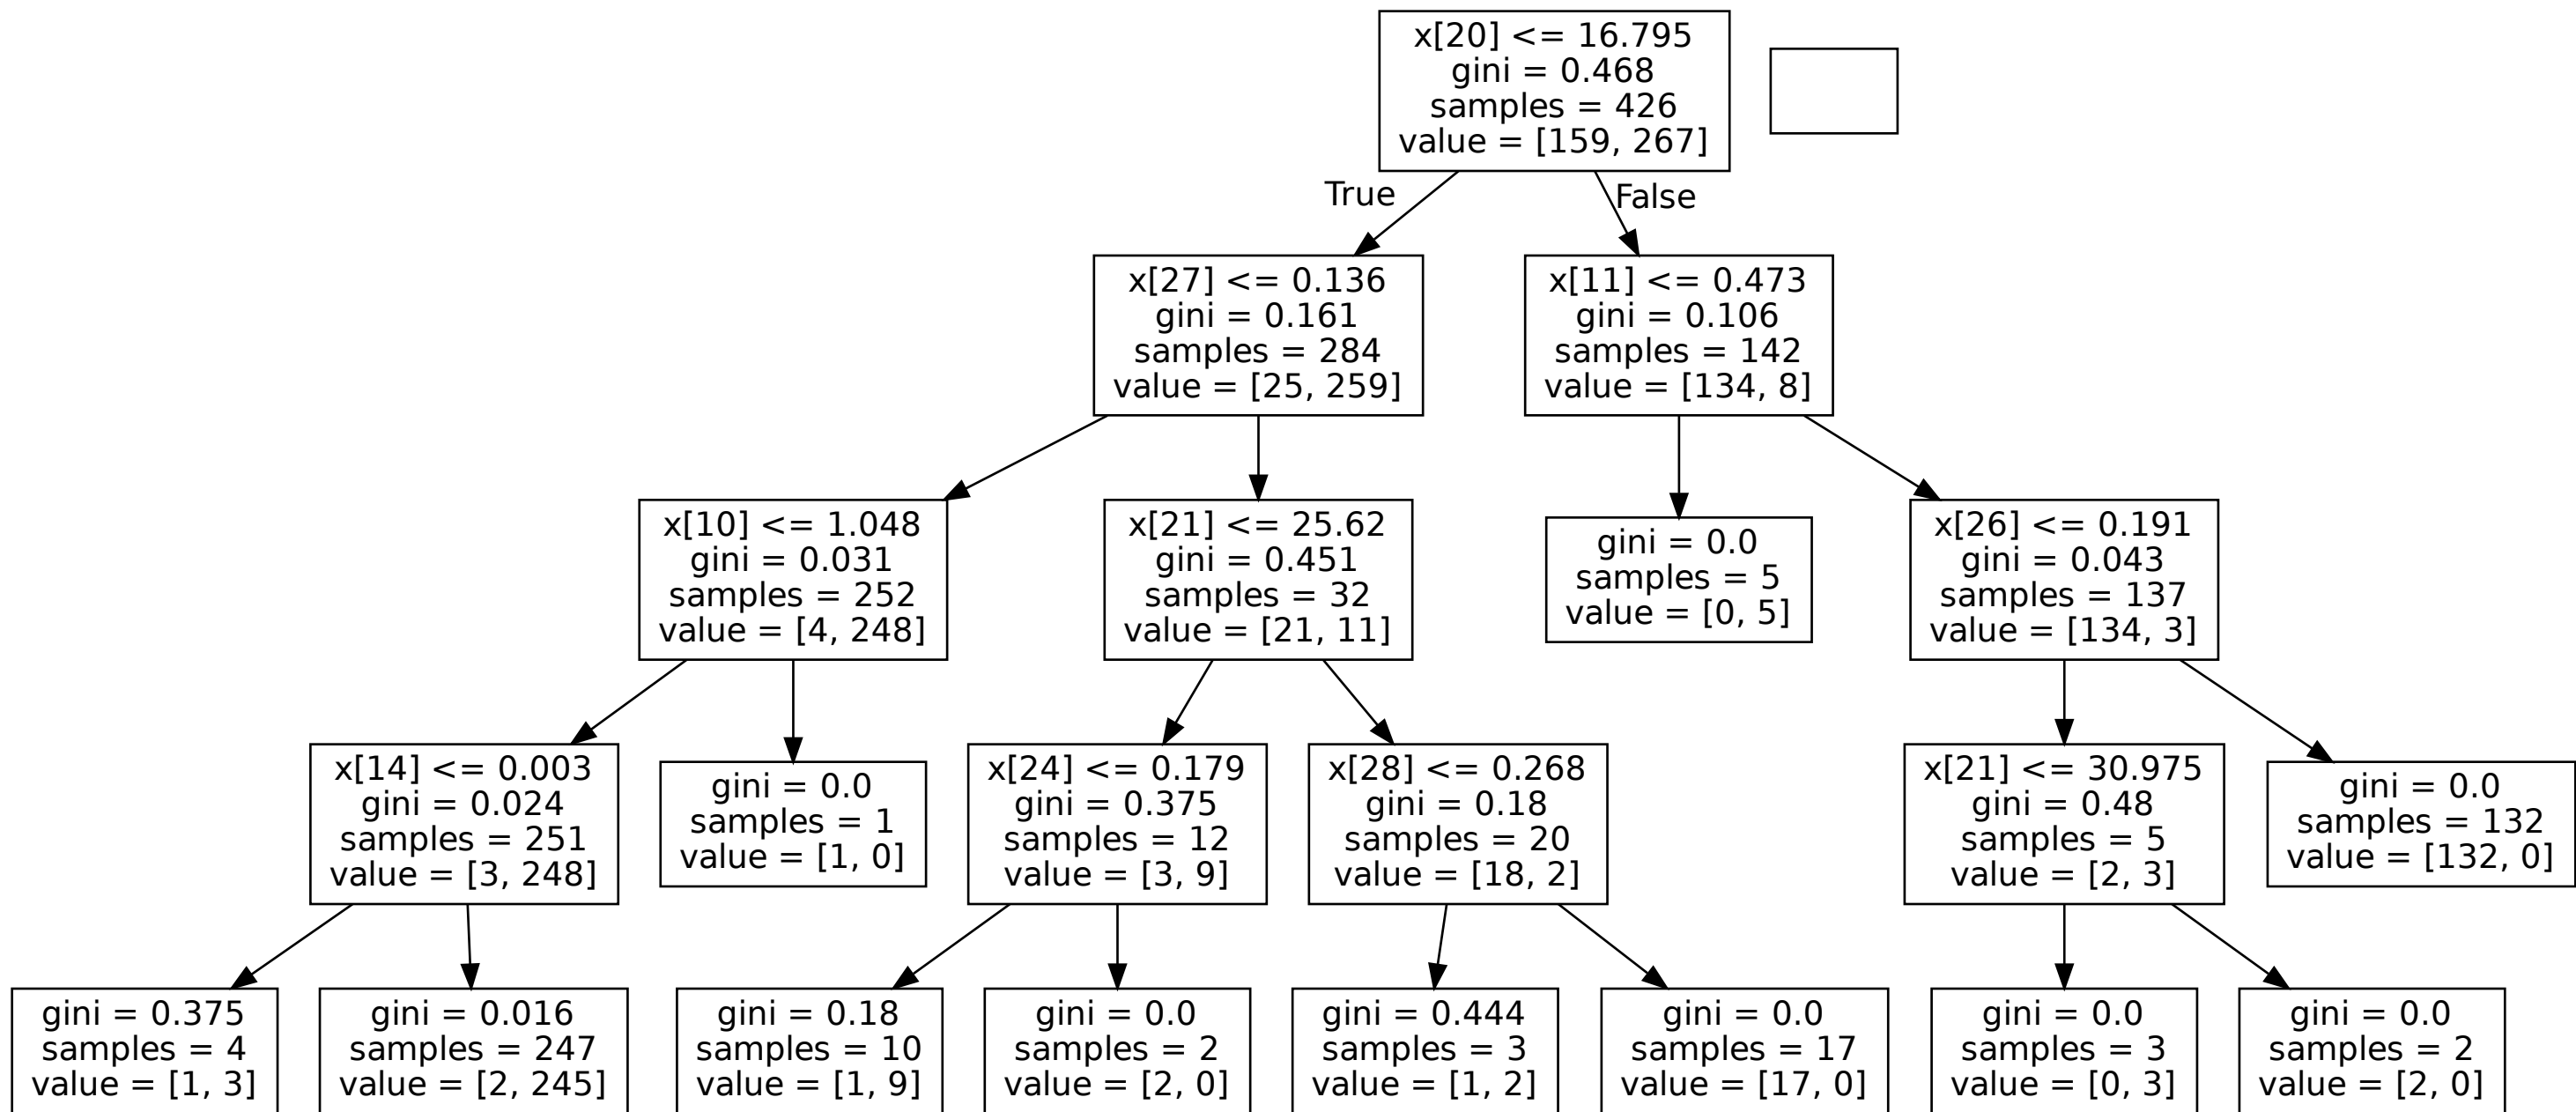 x[20] <= 16.795
gini = 0.468
samples = 426
value = [159, 267]
True
False
x[27] <= 0.136
gini = 0.161
samples = 284
value = [25, 259]
x[11] <= 0.473
gini = 0.106
samples = 142
value = [134, 8]
x[10] <= 1.048
gini = 0.031
samples = 252
value = [4, 248]
x[21] <= 25.62
gini = 0.451
samples = 32
value = [21, 11]
gini = 0.0
samples = 5
value = [0, 5]
x[26] <= 0.191
gini = 0.043
samples = 137
value = [134, 3]
x[14] <= 0.003
gini = 0.024
samples = 251
value = [3, 248]
gini = 0.0
samples = 1
value = [1, 0]
x[24] <= 0.179
gini = 0.375
samples = 12
value = [3, 9]
x[28] <= 0.268
gini = 0.18
samples = 20
value = [18, 2]
x[21] <= 30.975
gini = 0.48
samples = 5
value = [2, 3]
gini = 0.0
samples = 132
value = [132, 0]
gini = 0.375
samples = 4
value = [1, 3]
gini = 0.016
samples = 247
value = [2, 245]
gini = 0.18
samples = 10
value = [1, 9]
gini = 0.0
samples = 2
value = [2, 0]
gini = 0.444
samples = 3
value = [1, 2]
gini = 0.0
samples = 17
value = [17, 0]
gini = 0.0
samples = 3
value = [0, 3]
gini = 0.0
samples = 2
value = [2, 0]